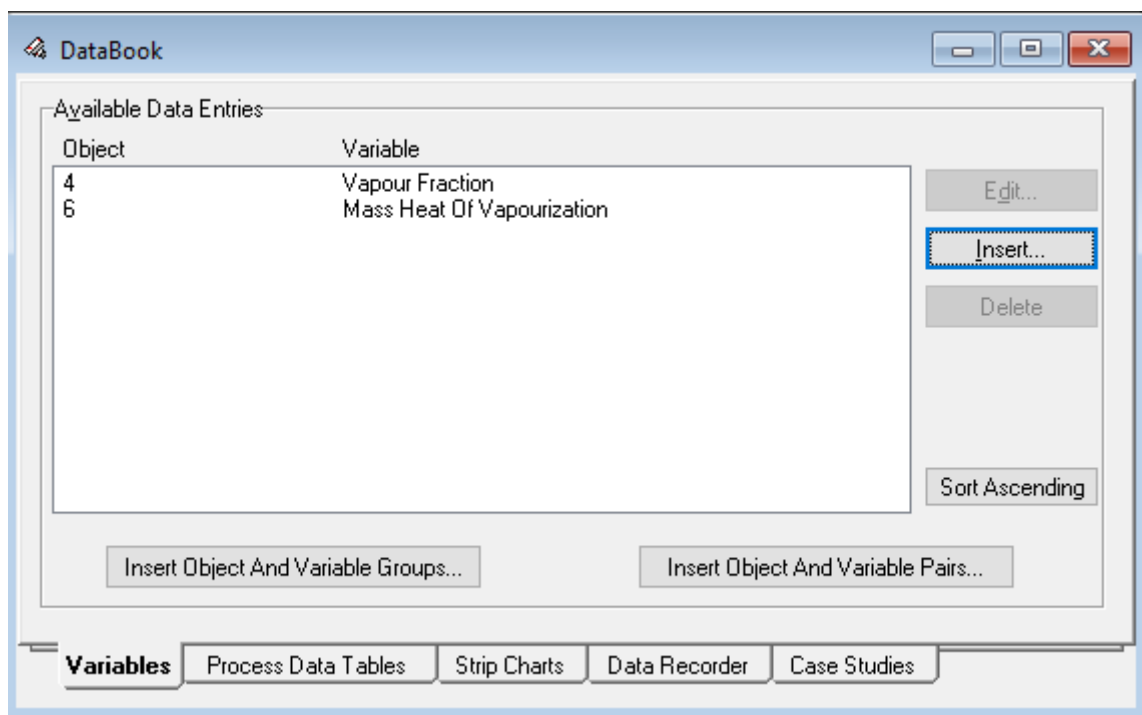 DataBook
Available Data Entries
Object Variable
4 Vapour Fraction
6 Mass Heat Of Vapourization
Edit...
Insert...
Delete
Sort Ascending
Insert Object And Variable Groups... Insert Object And Variable Pairs...
Variables Process Data Tables Strip Charts Data Recorder Case Studies